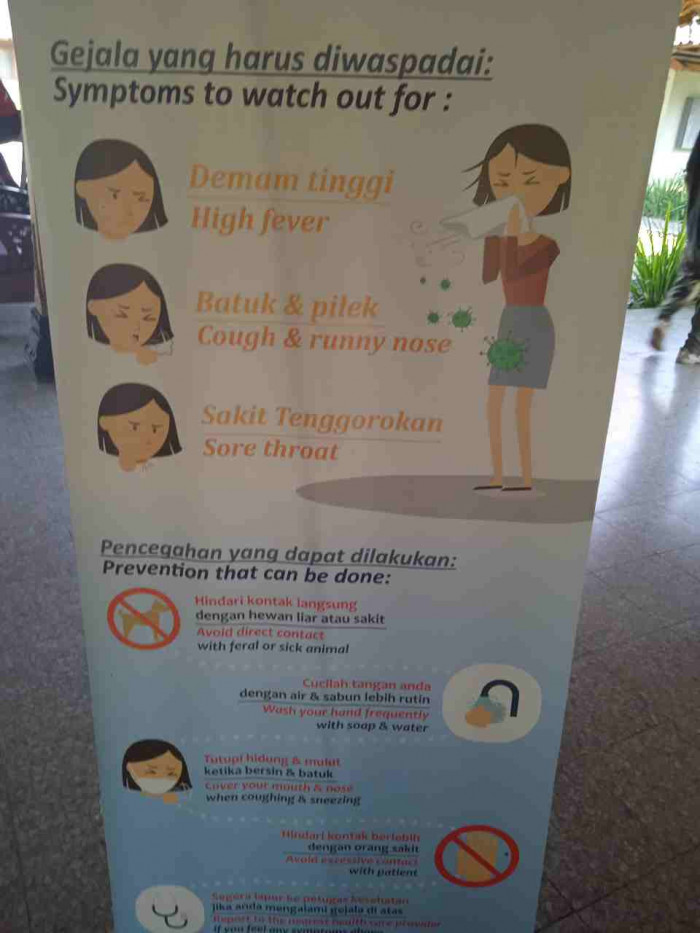 Gejala yang harus diwaspadai:
Symptoms to watch out for :
Demam tinggi
High fever
Batuk & pilek
Cough & runny nose
Sakit Tenggorokan
Sore throat
Pencegahan yang dapat dilakukan:
Prevention that can be done:
Hindari kontak langsung
dengan hewan liar atau sakit
Avoid direct contact
with feral or sick animal
Cucilah tangan anda
dengan air & sabun lebih rutin
Wash your hand frequently
with soap & water
Tutupi hidung & mulut
ketika bersin & batuk
Cover your mouth & nose
when coughing & sneezing
Hindari kontak berlebih
dengan orang sakit
Avoid excessive contact
with patient
Segera lapor ke petugas kesehatan
jika anda mengalami gejala di atas
Report to the nearest health care provider
if you feel any symptoms above